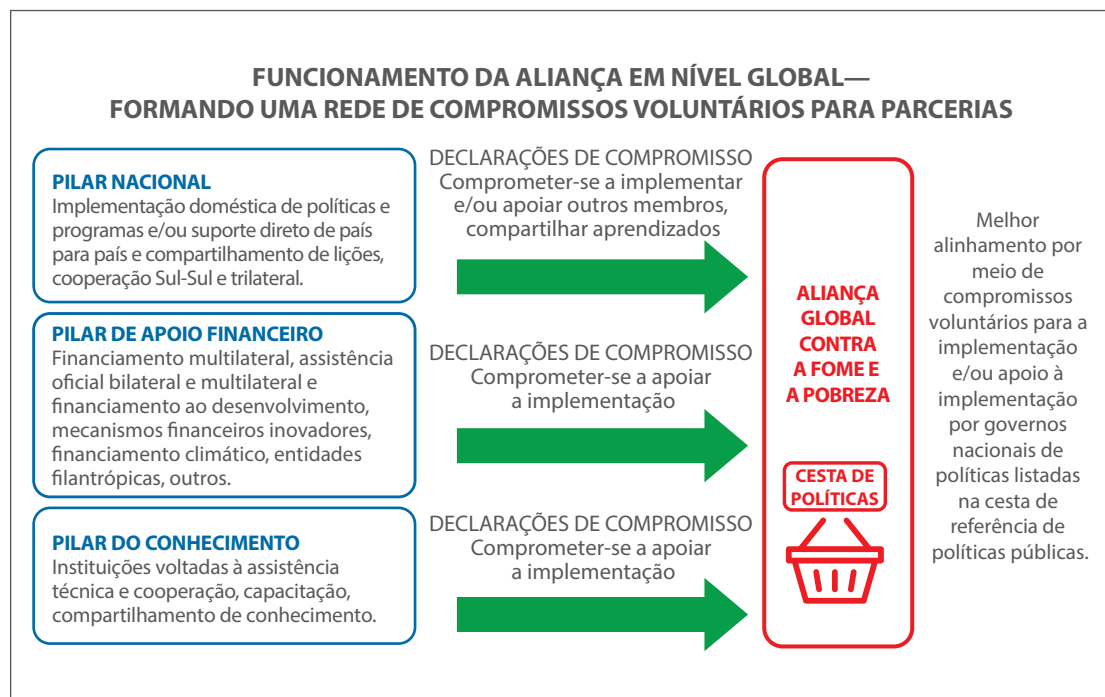 FUNCIONAMENTO DA ALIANÇA EM NÍVEL GLOBAL—
FORMANDO UMA REDE DE COMPROMISSOS VOLUNTÁRIOS PARA PARCERIAS
PILAR NACIONAL
Implementação doméstica de políticas e
programas e/ou suporte direto de país
para país e compartilhamento de lições,
cooperação Sul-Sul e trilateral.
DECLARAÇÕES DE COMPROMISSO
Comprometer-se a implementar
e/ou apoiar outros membros,
compartilhar aprendizados
PILAR DE APOIO FINANCEIRO
Financiamento multilateral, assistência
oficial bilateral e multilateral e
financiamento ao desenvolvimento,
mecanismos financeiros inovadores,
financiamento climático, entidades
filantrópicas, outros.
DECLARAÇÕES DE COMPROMISSO
Comprometer-se a apoiar
a implementação
PILAR DO CONHECIMENTO
Instituições voltadas à assistência
técnica e cooperação, capacitação,
compartilhamento de conhecimento.
DECLARAÇÕES DE COMPROMISSO
Comprometer-se a apoiar
a implementação
ALIANÇA
GLOBAL
CONTRA
A FOME E
A POBREZA
CESTA DE
POLÍTICAS
Melhor
alinhamento por
meio de
compromissos
voluntários para a
implementação
e/ou apoio à
implementação
por governos
nacionais de
políticas listadas
na cesta de
referência de
políticas públicas.